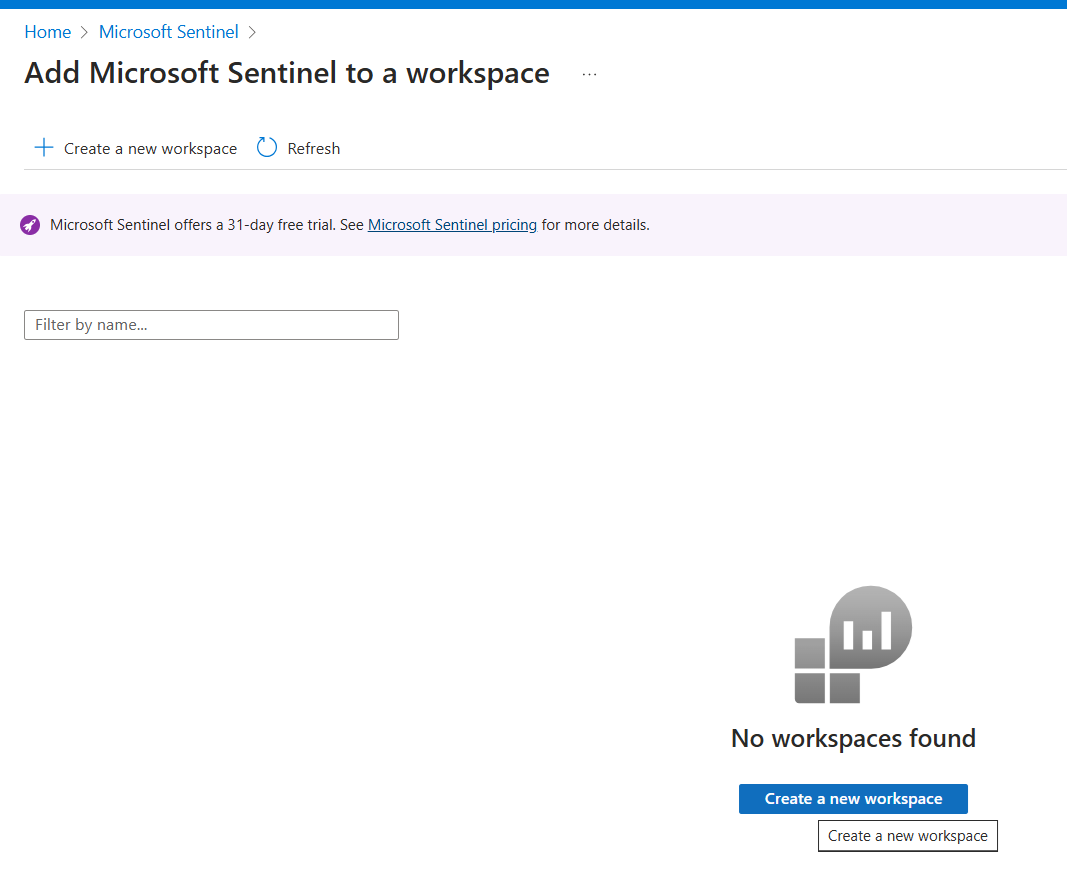 Home > Microsoft Sentinel >
Add Microsoft Sentinel to a workspace ...
+ Create a new workspace Refresh
Microsoft Sentinel offers a 31-day free trial. See Microsoft Sentinel pricing for more details.
Filter by name...
No workspaces found
Create a new workspace
Create a new workspace